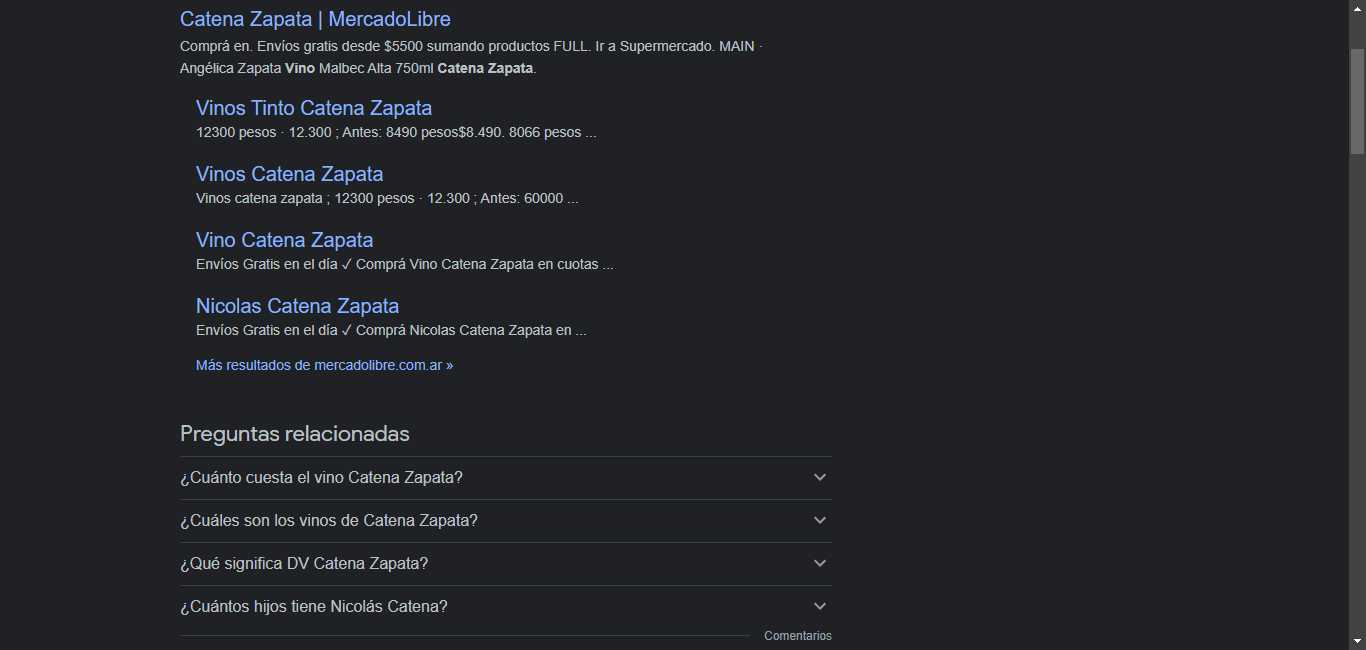 Catena Zapata | MercadoLibre
Comprá en. Envíos gratis desde $5500 sumando productos FULL. Ir a Supermercado. MAIN ·
Angélica Zapata Vino Malbec Alta 750ml Catena Zapata.
Vinos Tinto Catena Zapata
12300 pesos · 12.300 ; Antes: 8490 pesos$8.490. 8066 pesos ...
Vinos Catena Zapata
Vinos catena zapata ; 12300 pesos · 12.300 ; Antes: 60000 ...
Vino Catena Zapata
Envíos Gratis en el día ✓ Comprá Vino Catena Zapata en cuotas ...
Nicolas Catena Zapata
Envíos Gratis en el día ✓ Comprá Nicolas Catena Zapata en ...
Más resultados de mercadolibre.com.ar »
Preguntas relacionadas
¿Cuánto cuesta el vino Catena Zapata?
¿Cuáles son los vinos de Catena Zapata?
¿Qué significa DV Catena Zapata?
¿Cuántos hijos tiene Nicolás Catena?
Comentarios